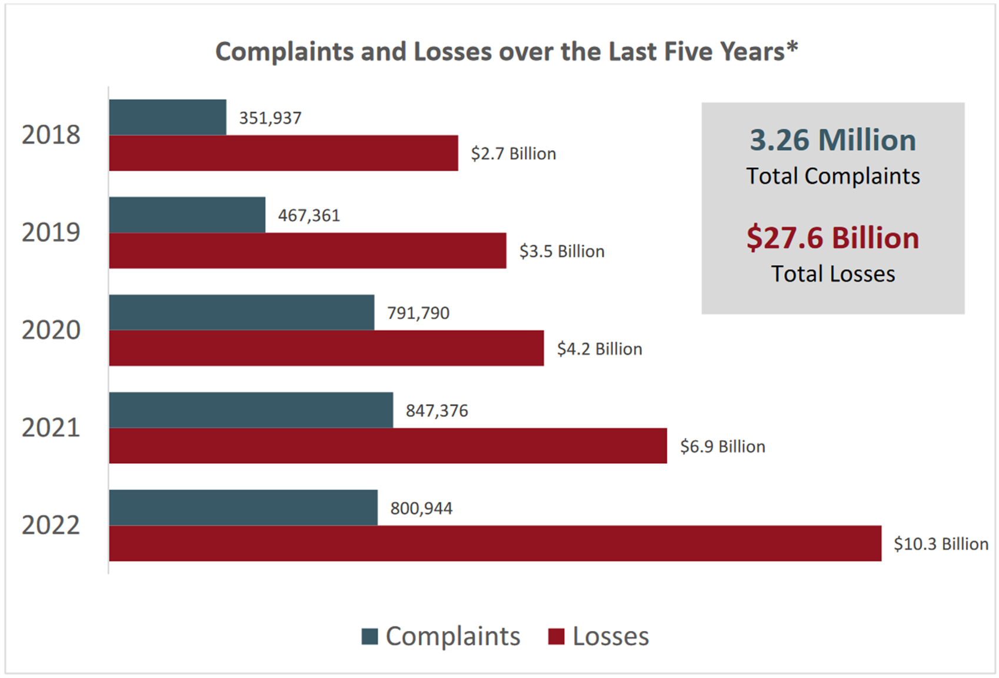 Complaints and Losses over the Last Five Years*
2018
351,937
$2.7 Billion
3.26 Million
Total Complaints
$27.6 Billion
Total Losses
2019
467,361
$3.5 Billion
2020
791,790
$4.2 Billion
2021
847,376
$6.9 Billion
2022
800,944
$10.3 Billion
Complaints Losses